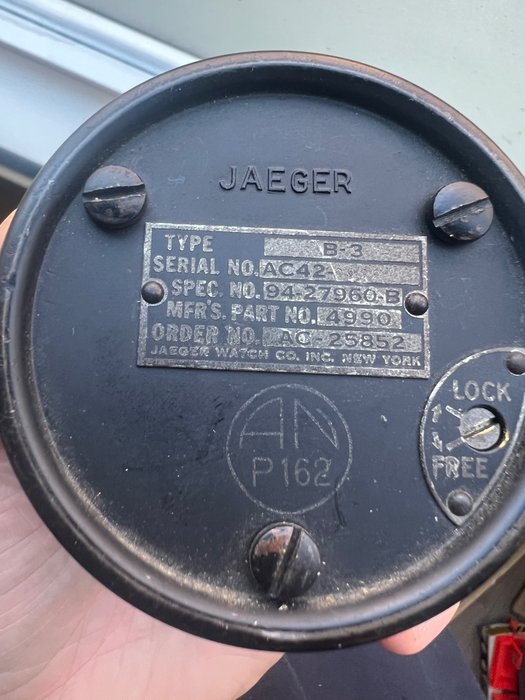 JAEGER
TYPE B-3
SERIAL NO. AC42-
SPEC. NO. 94-27960-B
MFR'S. PART NO. 4990
ORDER NO. AC-25852
JAEGER WATCH CO. INC. NEW YORK
LOCK
FREE
AN
P162